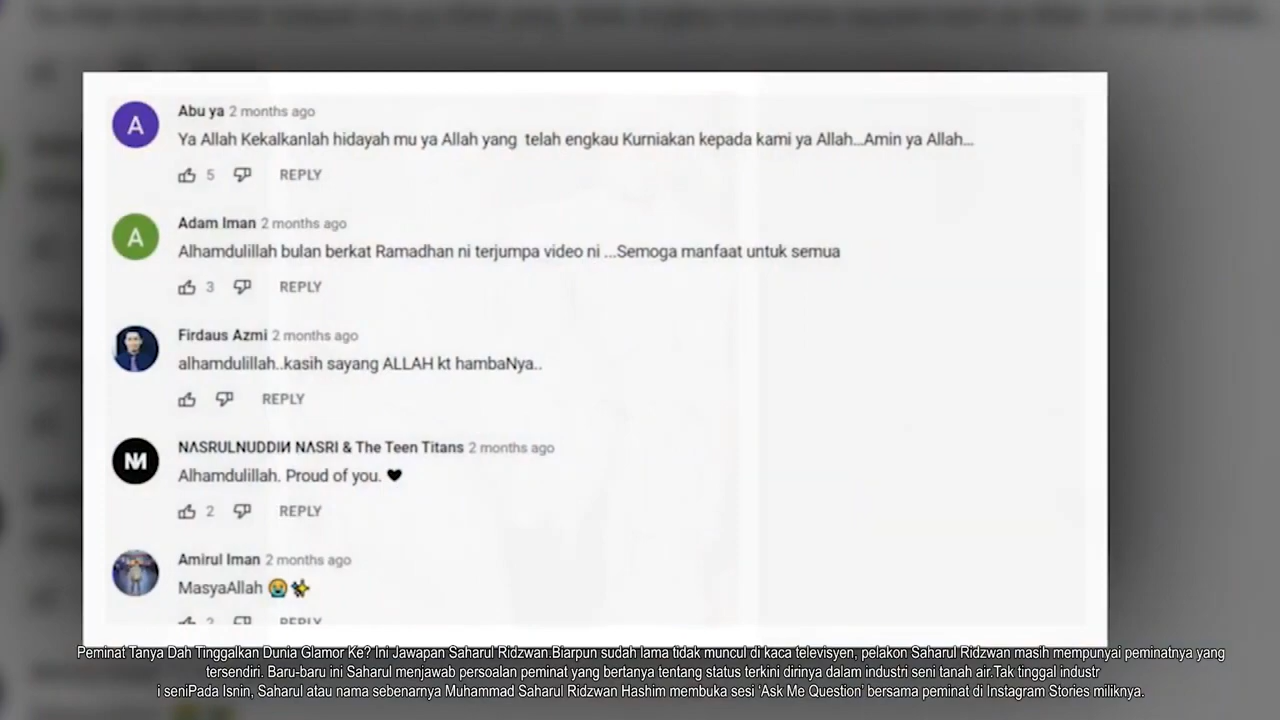 A
Abu ya 2 months ago
Ya Allah Kekalkanlah hidayah mu ya Allah yang telah engkau Kurniakan kepada kami ya Allah...Amin ya Allah...
5 REPLY
A
Adam Iman 2 months ago
Alhamdulillah bulan berkat Ramadhan ni terjumpa video ni ...Semoga manfaat untuk semua
3 REPLY
Firdaus Azmi 2 months ago
alhamdulillah..kasih sayang ALLAH kt hambaNya..
REPLY
NΛSRULNUDDIИ NΛSRI & The Teen Titans 2 months ago
Alhamdulillah. Proud of you. 🖤
2 REPLY
Amirul Iman 2 months ago
MasyaAllah 😭✨
2 REPLY
Peminat Tanya Dah Tinggalkan Dunia Glamor Ke? Ini Jawapan Saharul Ridzwan.Biarpun sudah lama tidak muncul di kaca televisyen, pelakon Saharul Ridzwan masih mempunyai peminatnya yang
tersendiri. Baru-baru ini Saharul menjawab persoalan peminat yang bertanya tentang status terkini dirinya dalam industri seni tanah air.Tak tinggal industr
i seniPada Isnin, Saharul atau nama sebenarnya Muhammad Saharul Ridzwan Hashim membuka sesi 'Ask Me Question' bersama peminat di Instagram Stories miliknya.